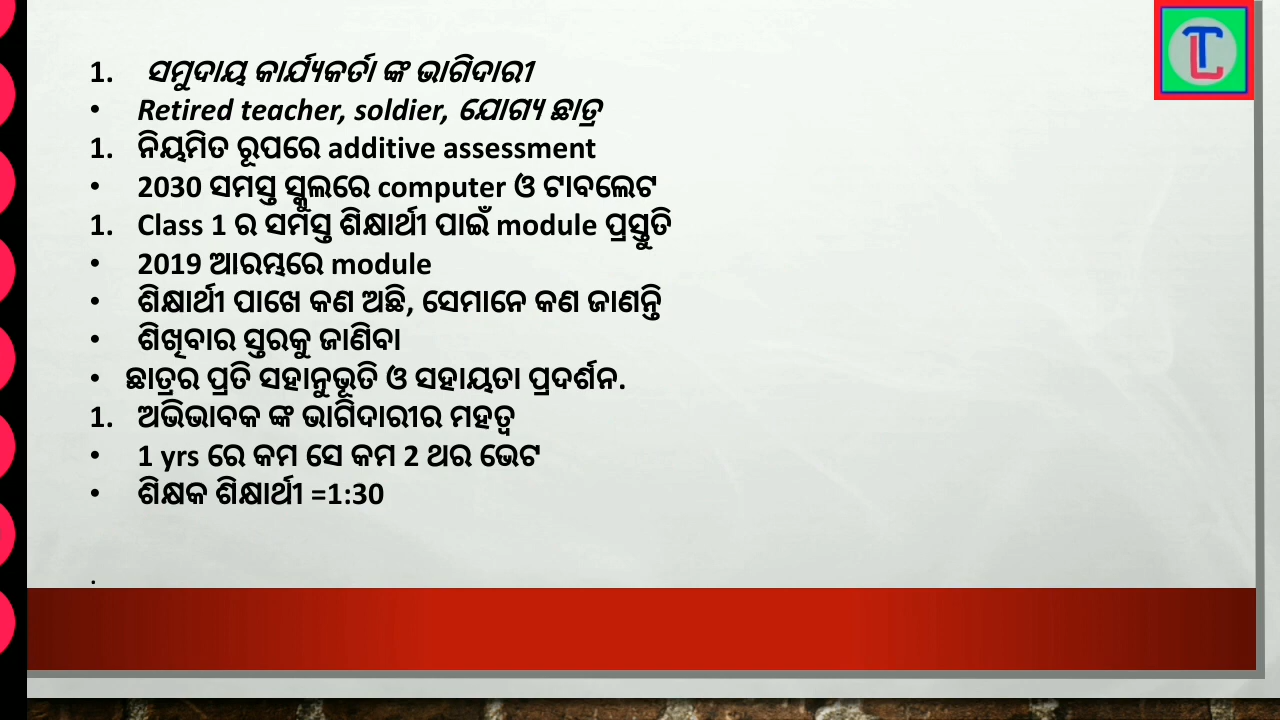 1. ସମୁଦାୟ କାର୍ଯ୍ୟକର୍ତା ଙ୍କ ଭାଗିଦାରୀ
• Retired teacher, soldier, ଯୋଗ୍ୟ ଛାତ୍ର
1. ନିୟମିତ ରୂପରେ additive assessment
• 2030 ସମସ୍ତ ସ୍କୁଲରେ computer ଓ ଟାବଲେଟ
1. Class 1 ର ସମସ୍ତ ଶିକ୍ଷାର୍ଥୀ ପାଇଁ module ପ୍ରସ୍ତୁତି
• 2019 ଆରମ୍ଭରେ module
• ଶିକ୍ଷାର୍ଥୀ ପାଖେ କଣ ଅଛି, ସେମାନେ କଣ ଜାଣନ୍ତି
• ଶିଖିବାର ସ୍ତରକୁ ଜାଣିବା
• ଛାତ୍ରର ପ୍ରତି ସହାନୁଭୂତି ଓ ସହାୟତା ପ୍ରଦର୍ଶନ.
1. ଅଭିଭାବକ ଙ୍କ ଭାଗିଦାରୀର ମହତ୍ୱ
• 1 yrs ରେ କମ ସେ କମ 2 ଥର ଭେଟ
• ଶିକ୍ଷକ ଶିକ୍ଷାର୍ଥୀ =1:30
.
TL